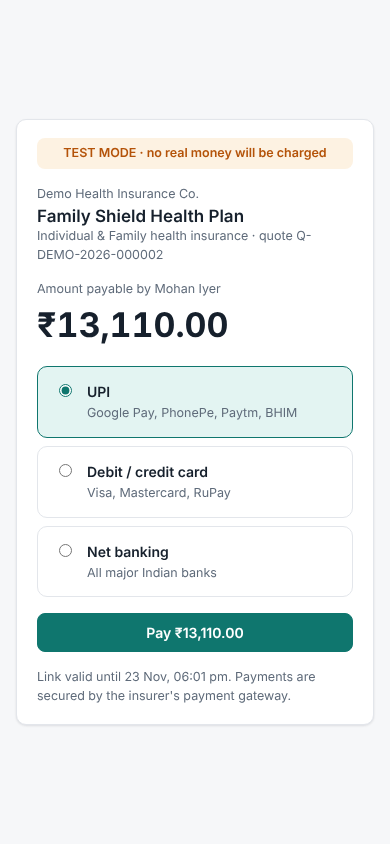 TEST MODE · no real money will be charged
Demo Health Insurance Co.
Family Shield Health Plan
Individual & Family health insurance · quote Q-
DEMO-2026-000002
Amount payable by Mohan Iyer
₹13,110.00
UPI
Google Pay, PhonePe, Paytm, BHIM
Debit / credit card
Visa, Mastercard, RuPay
Net banking
All major Indian banks
Pay ₹13,110.00
Link valid until 23 Nov, 06:01 pm. Payments are
secured by the insurer's payment gateway.